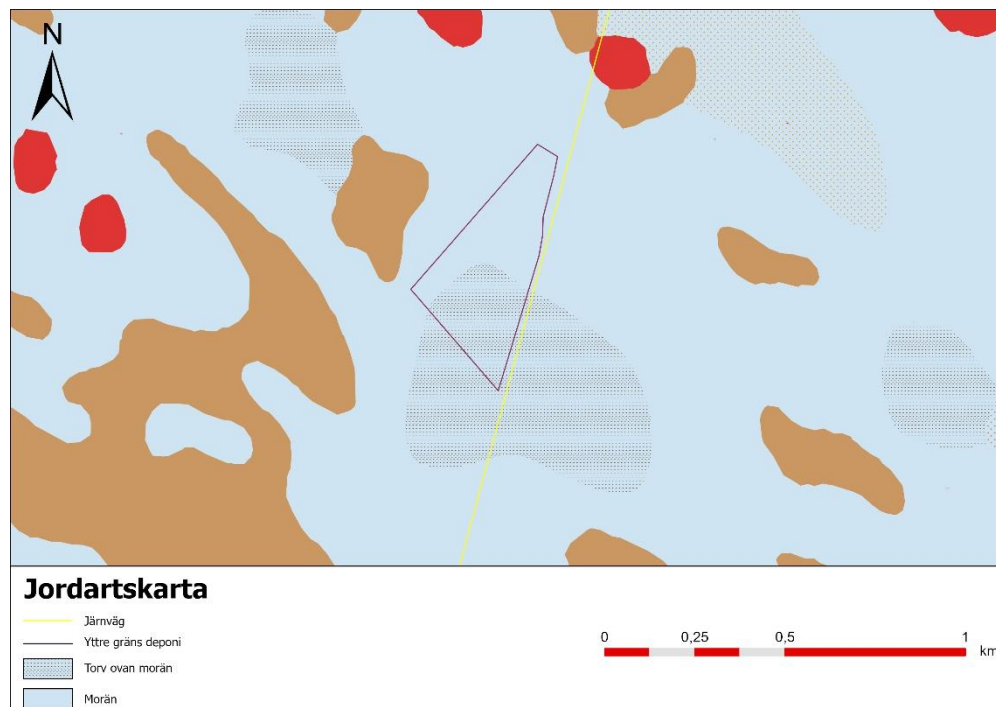 N
Jordartskarta
Järnväg
Yttre gräns deponi
Torv ovan morän
Morän
0 0,25 0,5 1
km